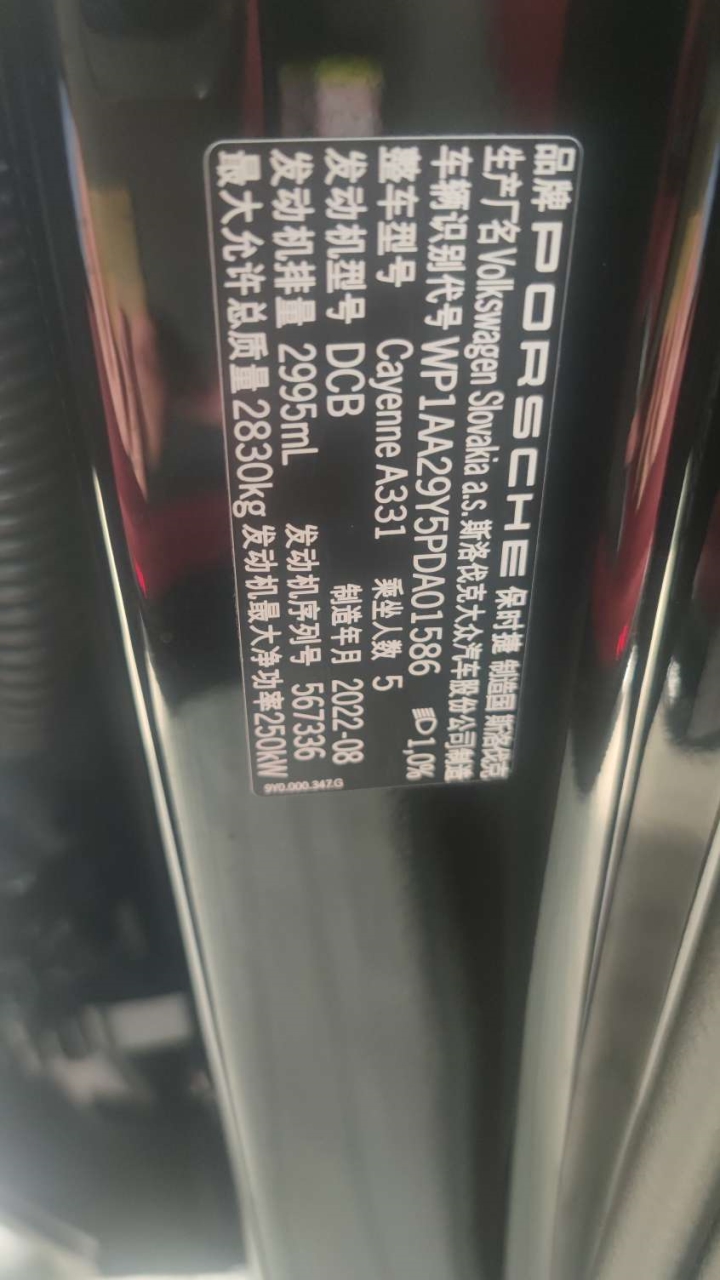 品牌 PORSCHE 保时捷 制造国 斯洛伐克
生产厂名 Volkswagen Slovakia a.s. 斯洛伐克大众汽车股份公司制造
车辆识别代号 WP1AA29Y5PDA01586 1,0%
整车型号 Cayenne A331 乘坐人数 5
发动机型号 DCB 制造年月 2022-08
发动机排量 2995mL 发动机序列号 567336
最大允许总质量 2830kg 发动机最大净功率 250kW
9Y0.000.347.G